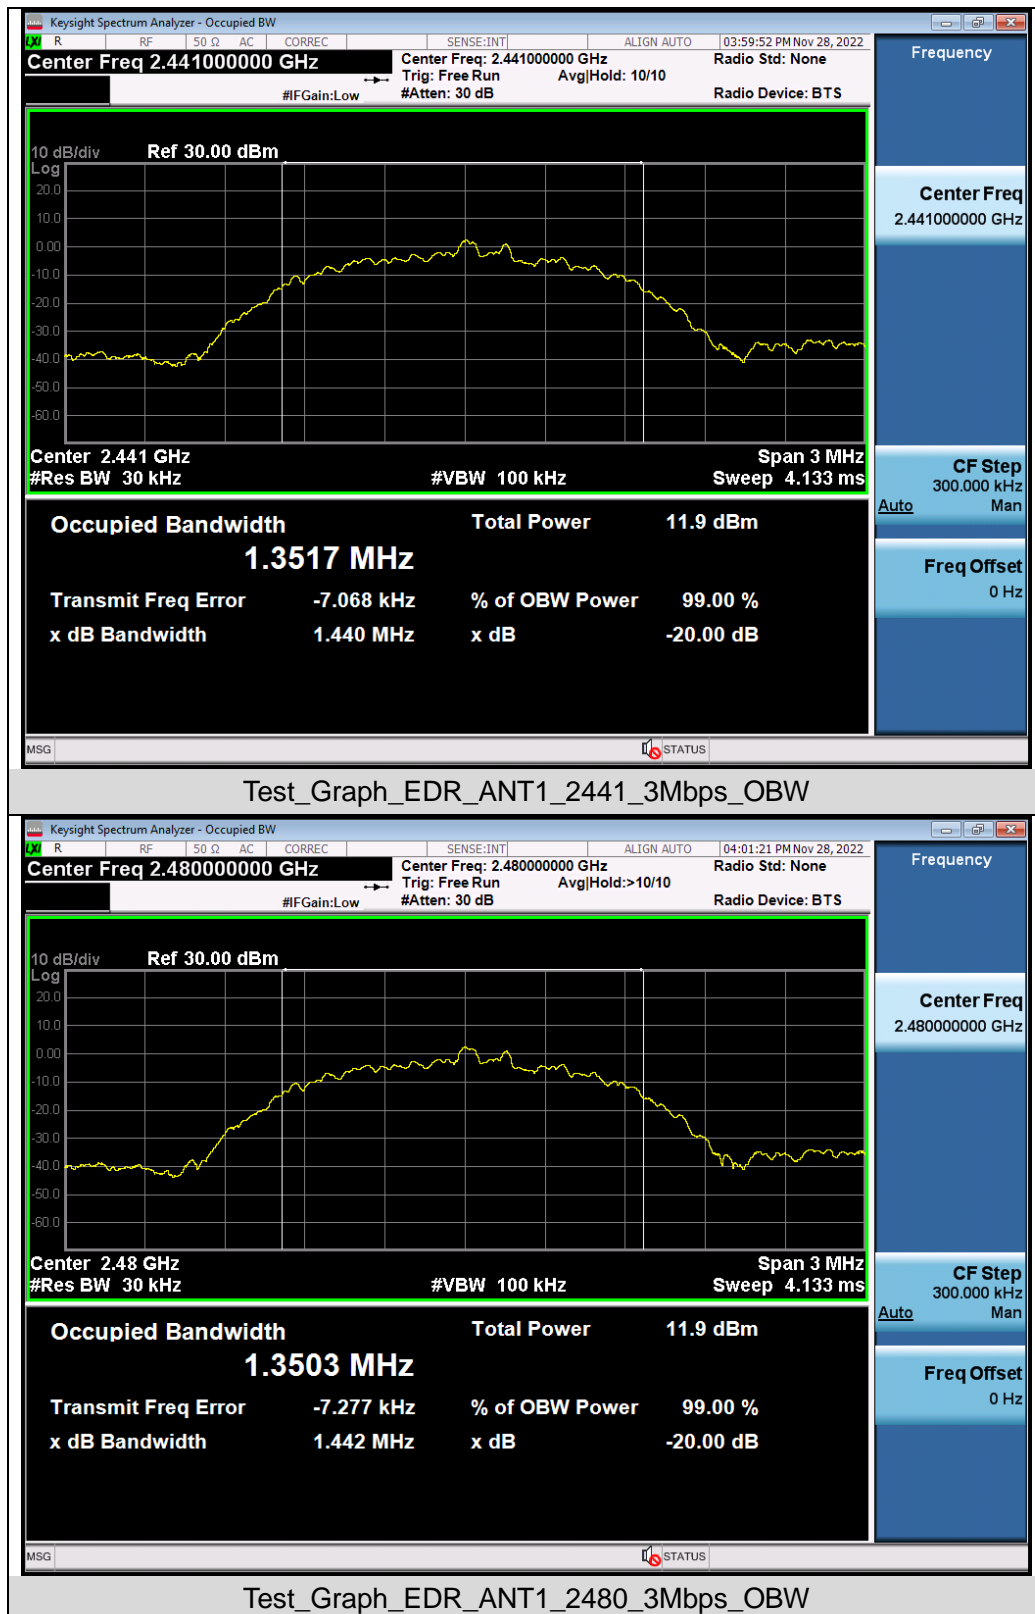 Keysight Spectrum Analyzer - Occupied BW
LXI R RF 50 Ω AC CORREC SENSE:INT ALIGN AUTO 03:59:52 PM Nov 28, 2022
Center Freq 2.441000000 GHz
Center Freq: 2.441000000 GHz
Radio Std: None
Trig: Free Run Avg|Hold: 10/10
#IFGain:Low
#Atten: 30 dB
Radio Device: BTS
10 dB/div Ref 30.00 dBm
Log
20.0
10.0
0.00
-10.0
-20.0
-30.0
-40.0
-50.0
-60.0
Center 2.441 GHz Span 3 MHz
#Res BW 30 kHz #VBW 100 kHz Sweep 4.133 ms
Occupied Bandwidth Total Power 11.9 dBm
1.3517 MHz
Transmit Freq Error -7.068 kHz % of OBW Power 99.00 %
x dB Bandwidth 1.440 MHz x dB -20.00 dB
MSG STATUS
Frequency
Center Freq
2.441000000 GHz
CF Step
300.000 kHz
Auto Man
Freq Offset
0 Hz
Test_Graph_EDR_ANT1_2441_3Mbps_OBW
Keysight Spectrum Analyzer - Occupied BW
LXI R RF 50 Ω AC CORREC SENSE:INT ALIGN AUTO 04:01:21 PM Nov 28, 2022
Center Freq 2.480000000 GHz
Center Freq: 2.480000000 GHz
Radio Std: None
Trig: Free Run Avg|Hold:>10/10
#IFGain:Low
#Atten: 30 dB
Radio Device: BTS
10 dB/div Ref 30.00 dBm
Log
20.0
10.0
0.00
-10.0
-20.0
-30.0
-40.0
-50.0
-60.0
Center 2.48 GHz Span 3 MHz
#Res BW 30 kHz #VBW 100 kHz Sweep 4.133 ms
Occupied Bandwidth Total Power 11.9 dBm
1.3503 MHz
Transmit Freq Error -7.277 kHz % of OBW Power 99.00 %
x dB Bandwidth 1.442 MHz x dB -20.00 dB
MSG STATUS
Frequency
Center Freq
2.480000000 GHz
CF Step
300.000 kHz
Auto Man
Freq Offset
0 Hz
Test_Graph_EDR_ANT1_2480_3Mbps_OBW